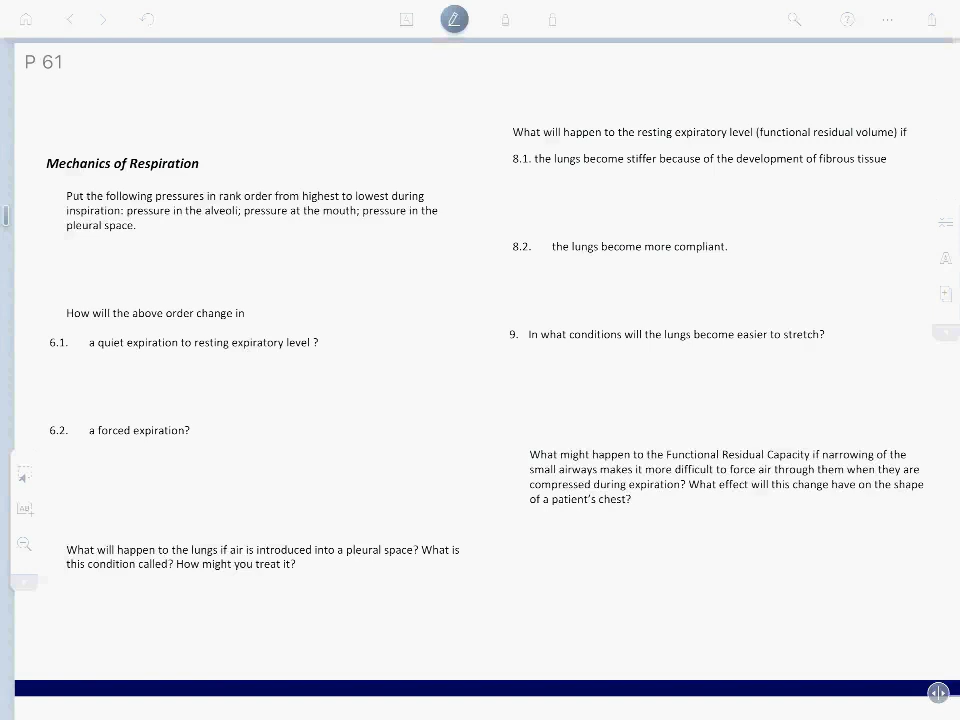 P 61
Mechanics of Respiration
Put the following pressures in rank order from highest to lowest during
inspiration: pressure in the alveoli; pressure at the mouth; pressure in the
pleural space.
How will the above order change in
6.1. a quiet expiration to resting expiratory level ?
6.2. a forced expiration?
What will happen to the lungs if air is introduced into a pleural space? What is
this condition called? How might you treat it?
What will happen to the resting expiratory level (functional residual volume) if
8.1. the lungs become stiffer because of the development of fibrous tissue
8.2. the lungs become more compliant.
9. In what conditions will the lungs become easier to stretch?
What might happen to the Functional Residual Capacity if narrowing of the
small airways makes it more difficult to force air through them when they are
compressed during expiration? What effect will this change have on the shape
of a patient's chest?